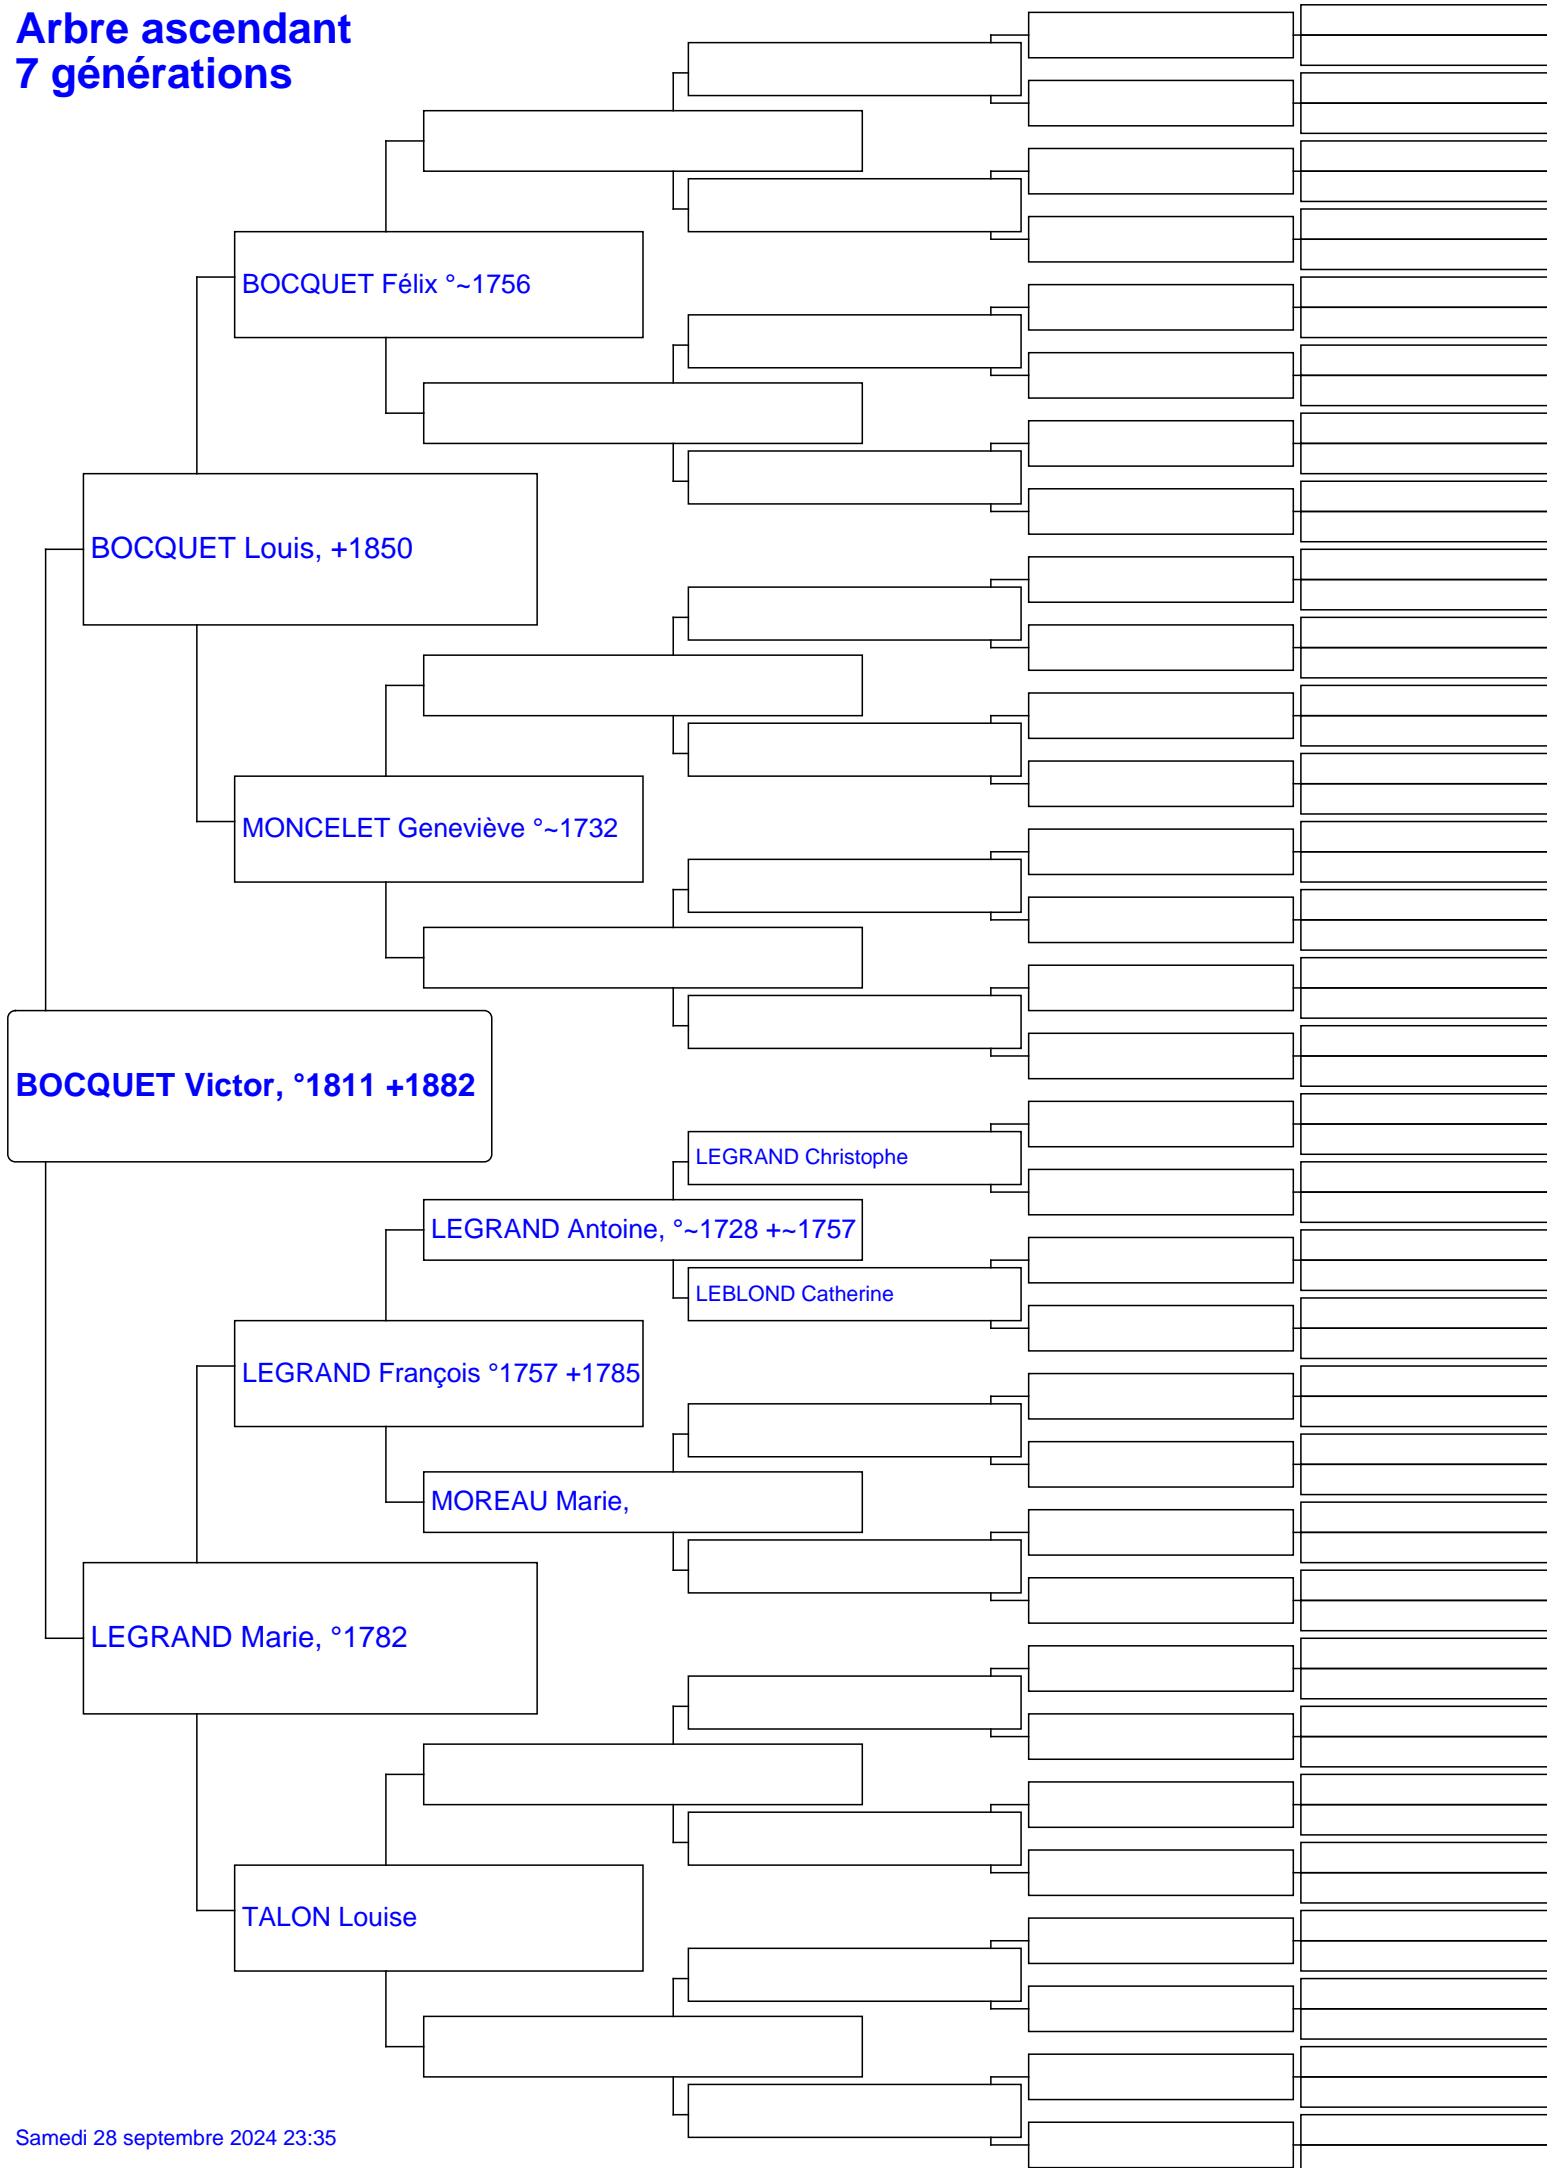 Arbre ascendant
7 générations
BOCQUET Félix °~1756
BOCQUET Louis, +1850
MONCELET Geneviève °~1732
BOCQUET Victor, °1811 +1882
LEGRAND Christophe
LEGRAND Antoine, °~1728 +~1757
LEBLOND Catherine
LEGRAND François °1757 +1785
MOREAU Marie,
LEGRAND Marie, °1782
TALON Louise
Samedi 28 septembre 2024 23:35